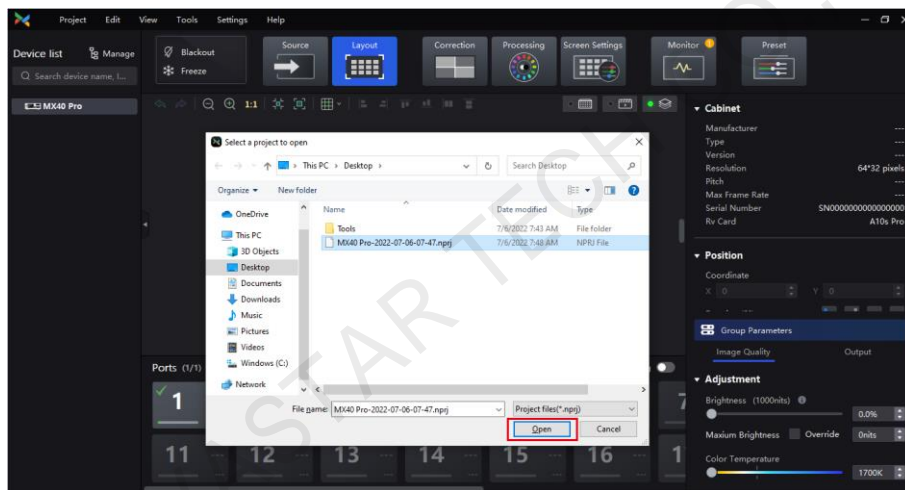 Project Edit View Tools Settings Help
Device list Manage
Search device name, I...
MX40 Pro
Blackout
Freeze
Source
Layout
Correction
Processing
Screen Settings
Monitor
Preset
1:1
Select a project to open
This PC > Desktop >
Search Desktop
Organize New folder
OneDrive
This PC
3D Objects
Desktop
Documents
Downloads
Music
Pictures
Videos
Windows (C:)
Network
Name Date modified Type
Tools 7/6/2022 7:43 AM File folder
MX40 Pro-2022-07-06-07-47.nprj 7/6/2022 7:48 AM NPRJ File
File name: MX40 Pro-2022-07-06-07-47.nprj
Project files(*.nprj)
Open Cancel
Ports (1/1)
1
7
11 12 13 14 15 16 1
Cabinet
Manufacturer ---
Type ---
Version ---
Resolution 64*32 pixels
Pitch ---
Max Frame Rate ---
Serial Number SN0000000000000000
Rv Card A10s Pro
Position
Coordinate
X 0 Y 0
Group Parameters
Image Quality Output
Adjustment
Brightness (1000nits)
0.0%
Maxium Brightness Override 0nits
Color Temperature
1700K